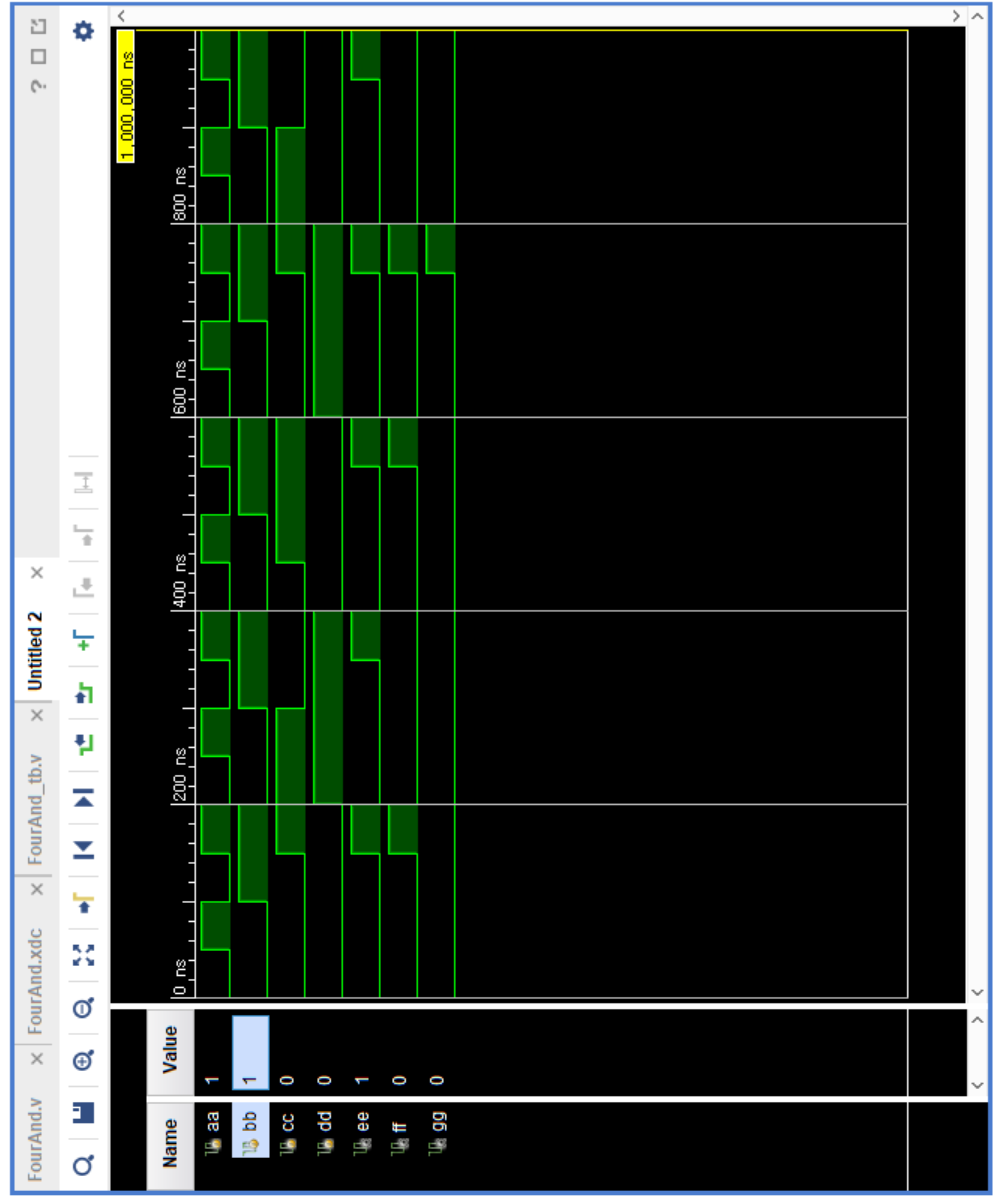 FourAnd.v × FourAnd.xdc × FourAnd_tb.v × Untitled 2 × ?
1,000,000 ns
Name Value 0 ns 200 ns 400 ns 600 ns 800 ns
aa 1
bb 1
cc 0
dd 0
ee 1
ff 0
gg 0